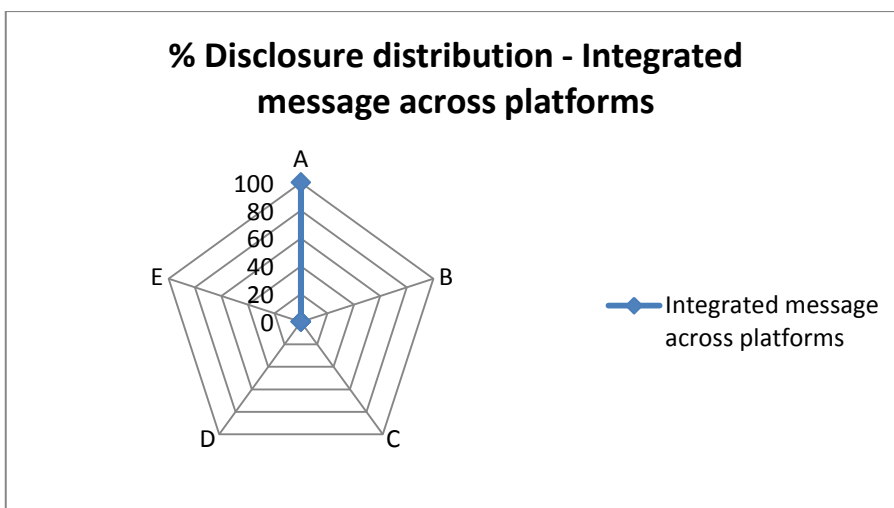 % Disclosure distribution - Integrated
message across platforms
A
100
80
60
40
20
0
E
B
D
C
Integrated message
across platforms